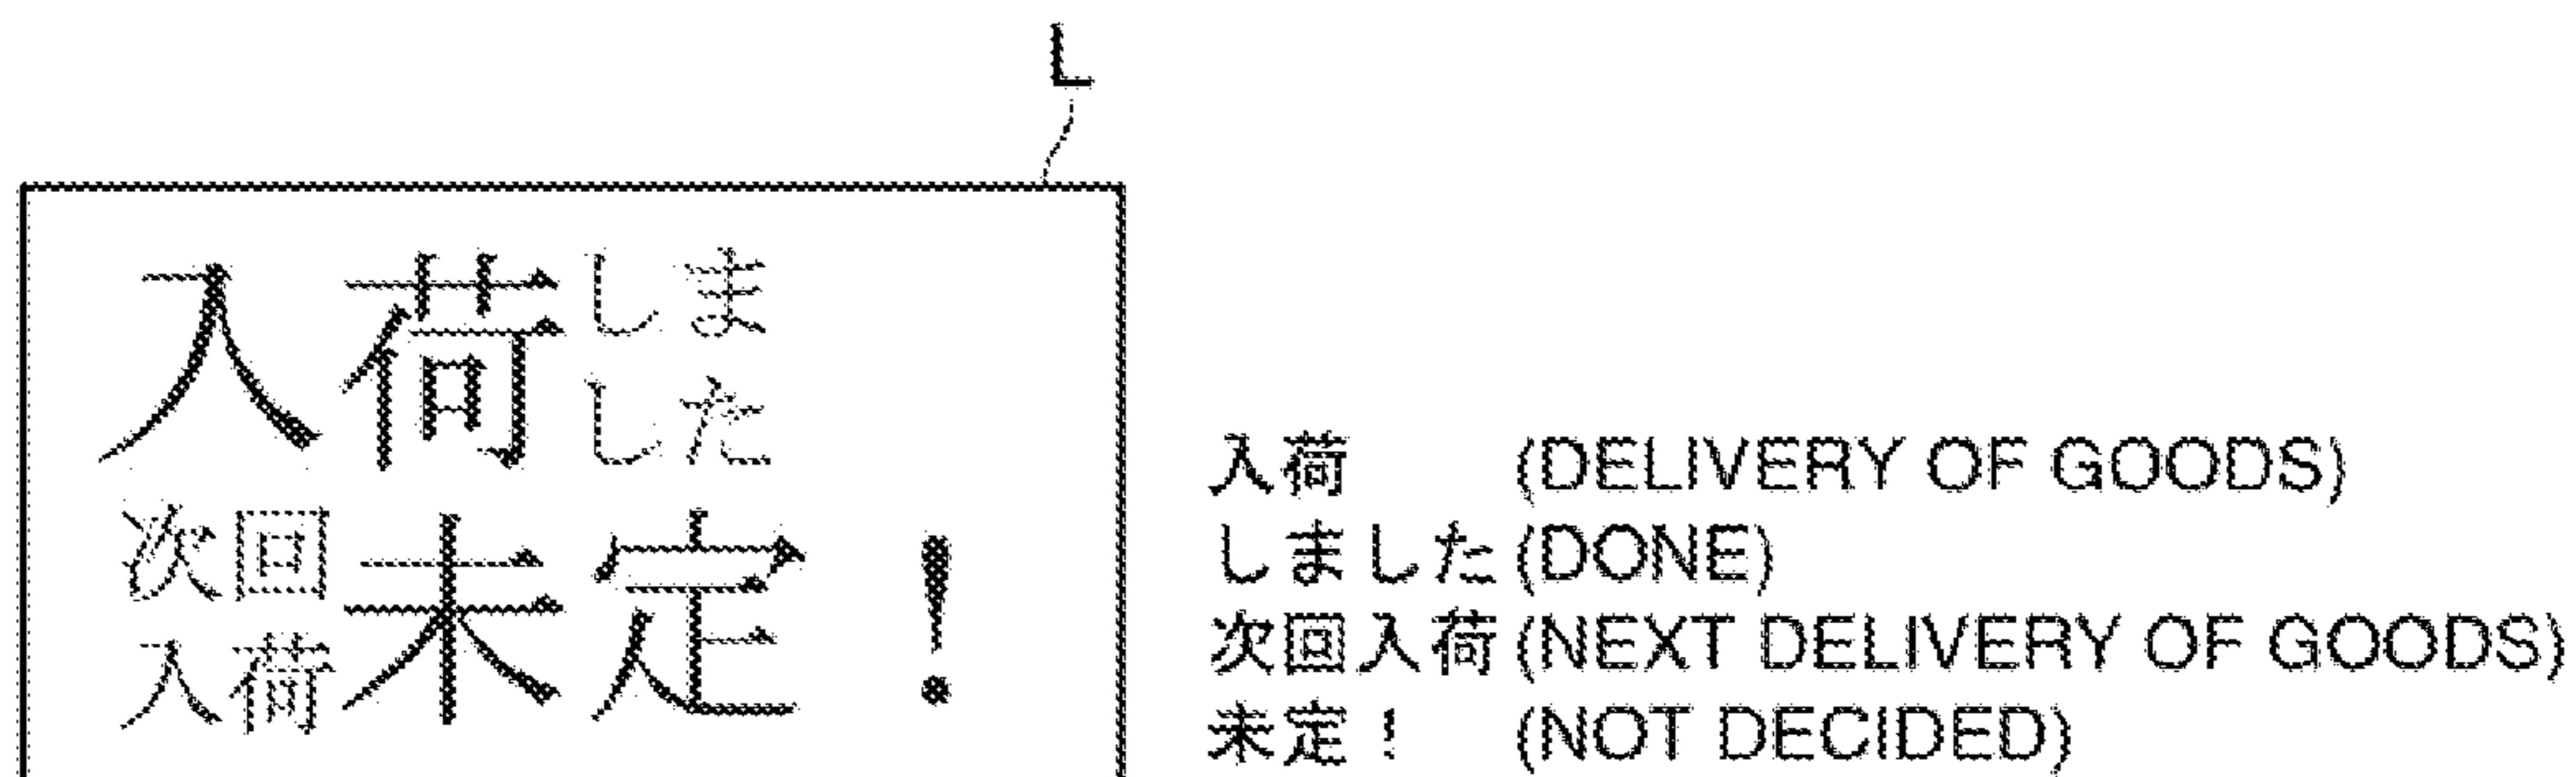 L
入荷しました
次回入荷未定！
入荷 (DELIVERY OF GOODS)
しました (DONE)
次回入荷 (NEXT DELIVERY OF GOODS)
未定！ (NOT DECIDED)